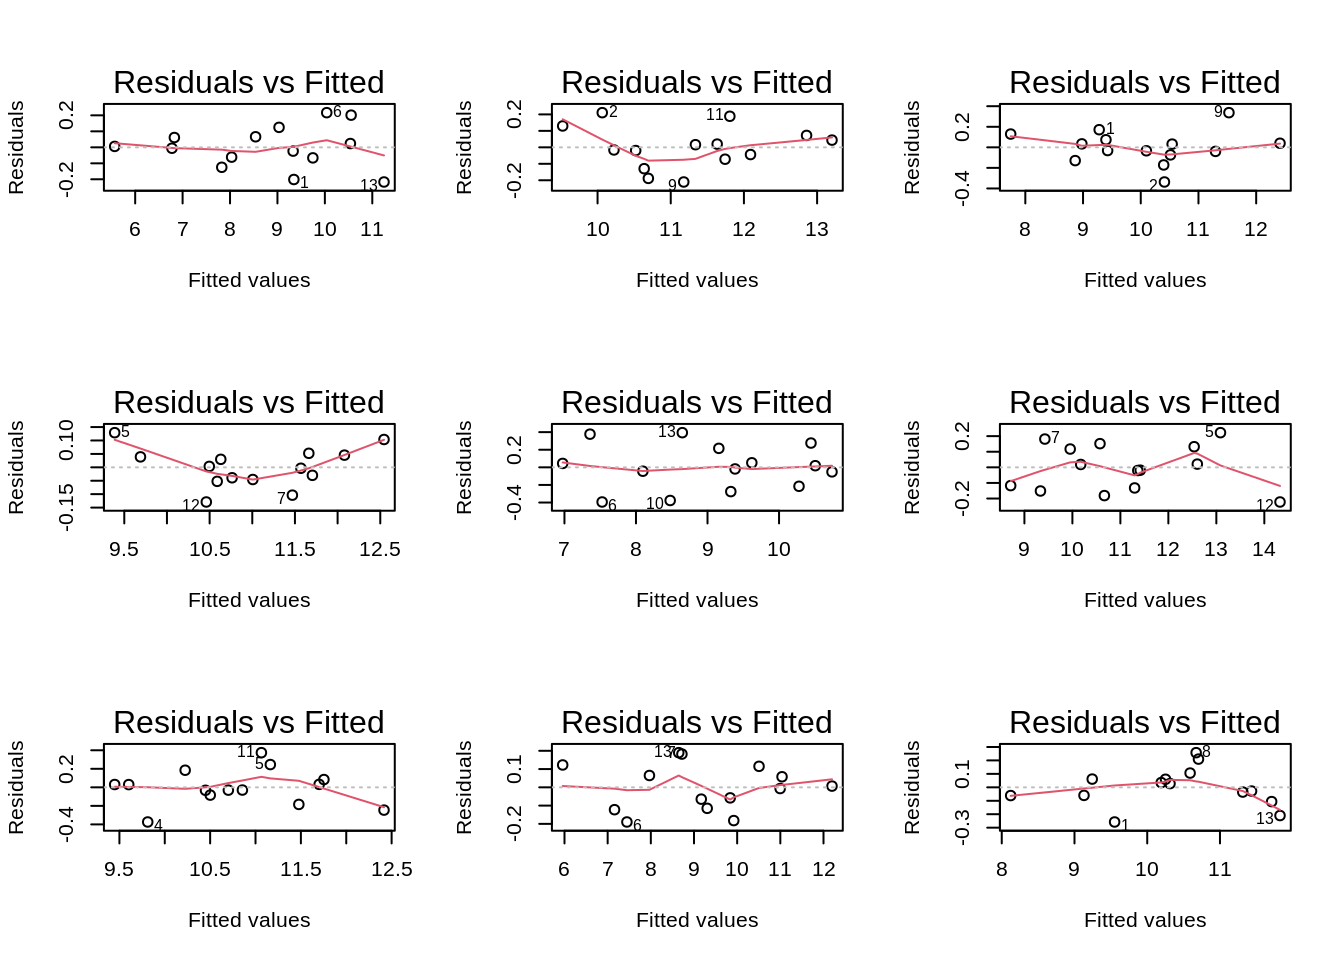 Residuals vs Fitted
Residuals
0.2
-0.2
6
1
13
6 7 8 9 10 11
Fitted values
Residuals vs Fitted
Residuals
0.2
-0.2
2
11
9
10 11 12 13
Fitted values
Residuals vs Fitted
Residuals
0.2
-0.4
1
9
2
8 9 10 11 12
Fitted values
Residuals vs Fitted
Residuals
0.10
-0.15
5
12
7
9.5 10.5 11.5 12.5
Fitted values
Residuals vs Fitted
Residuals
0.2
-0.4
13
6
10
7 8 9 10
Fitted values
Residuals vs Fitted
Residuals
0.2
-0.2
7
5
12
9 10 11 12 13 14
Fitted values
Residuals vs Fitted
Residuals
0.2
-0.4
11
5
4
9.5 10.5 11.5 12.5
Fitted values
Residuals vs Fitted
Residuals
0.1
-0.2
13
6
6 7 8 9 10 11 12
Fitted values
Residuals vs Fitted
Residuals
0.1
-0.3
8
1
13
8 9 10 11
Fitted values